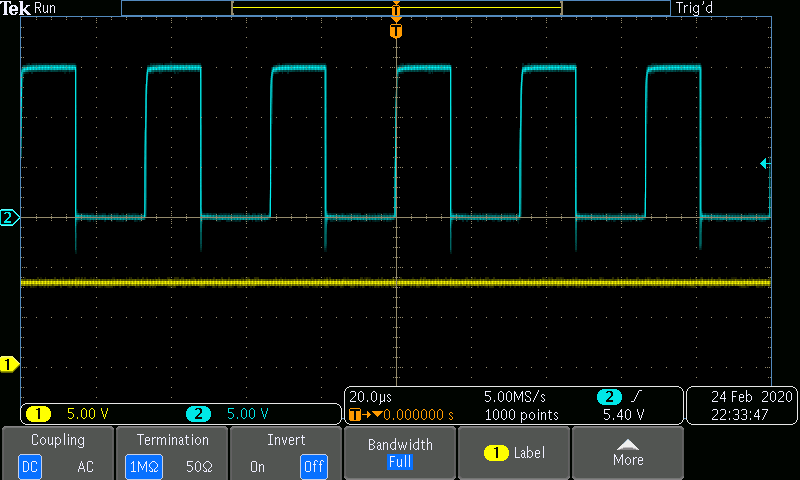 Tek Run Trig'd
T
T
2
1
1 5.00 V 2 5.00 V
20.0µs 5.00MS/s 2
T→▼0.000000 s 1000 points 5.40 V
24 Feb 2020
22:33:47
Coupling
DC AC
Termination
1MΩ 50Ω
Invert
On Off
Bandwidth
Full
1 Label
More